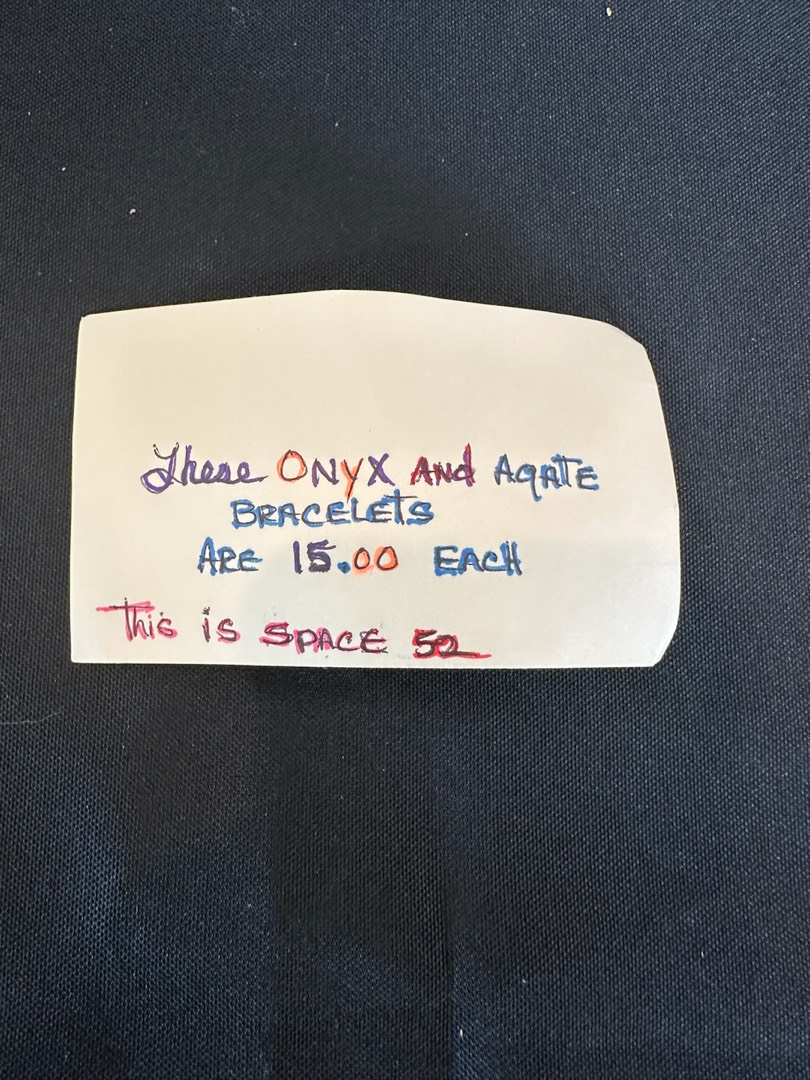 These ONyX ANd AgATE
BRACELETS
ARE 15.00 EACH
This is SPACE 52